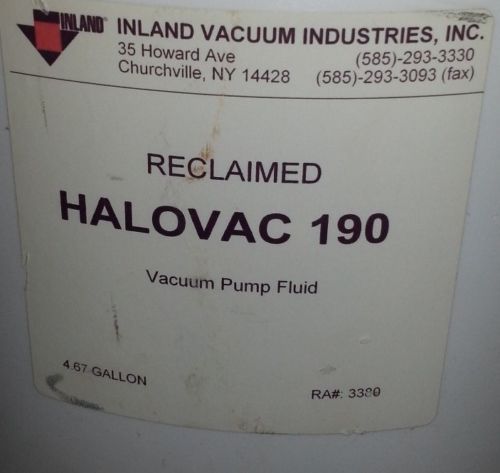 INLAND
INLAND VACUUM INDUSTRIES, INC.
35 Howard Ave (585)-293-3330
Churchville, NY 14428 (585)-293-3093 (fax)
RECLAIMED
HALOVAC 190
Vacuum Pump Fluid
4.67 GALLON
RA#: 3380